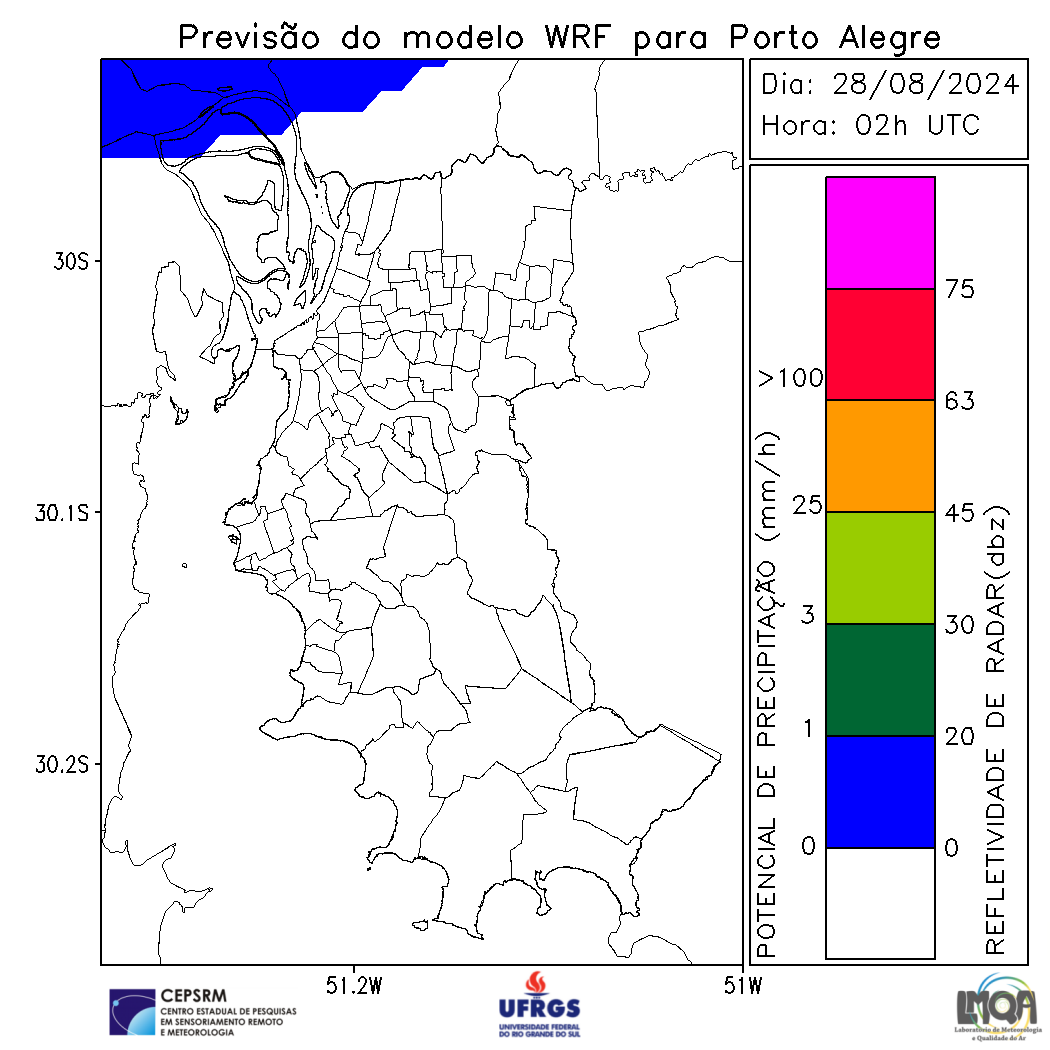 Previsão do modelo WRF para Porto Alegre
Dia: 28/08/2024
Hora: 02h UTC
30S
30.1S
30.2S
51.2W
51W
POTENCIAL DE PRECIPITAÇÃO (mm/h)
>100
25
3
1
0
75
63
45
30
20
0
REFLETIVIDADE DE RADAR(dbz)
CEPSRM
CENTRO ESTADUAL DE PESQUISAS
EM SENSORIAMENTO REMOTO
E METEOROLOGIA
UFRGS
UNIVERSIDADE FEDERAL
DO RIO GRANDE DO SUL
LMQA
Laboratório de Meteorologia
e Qualidade do Ar